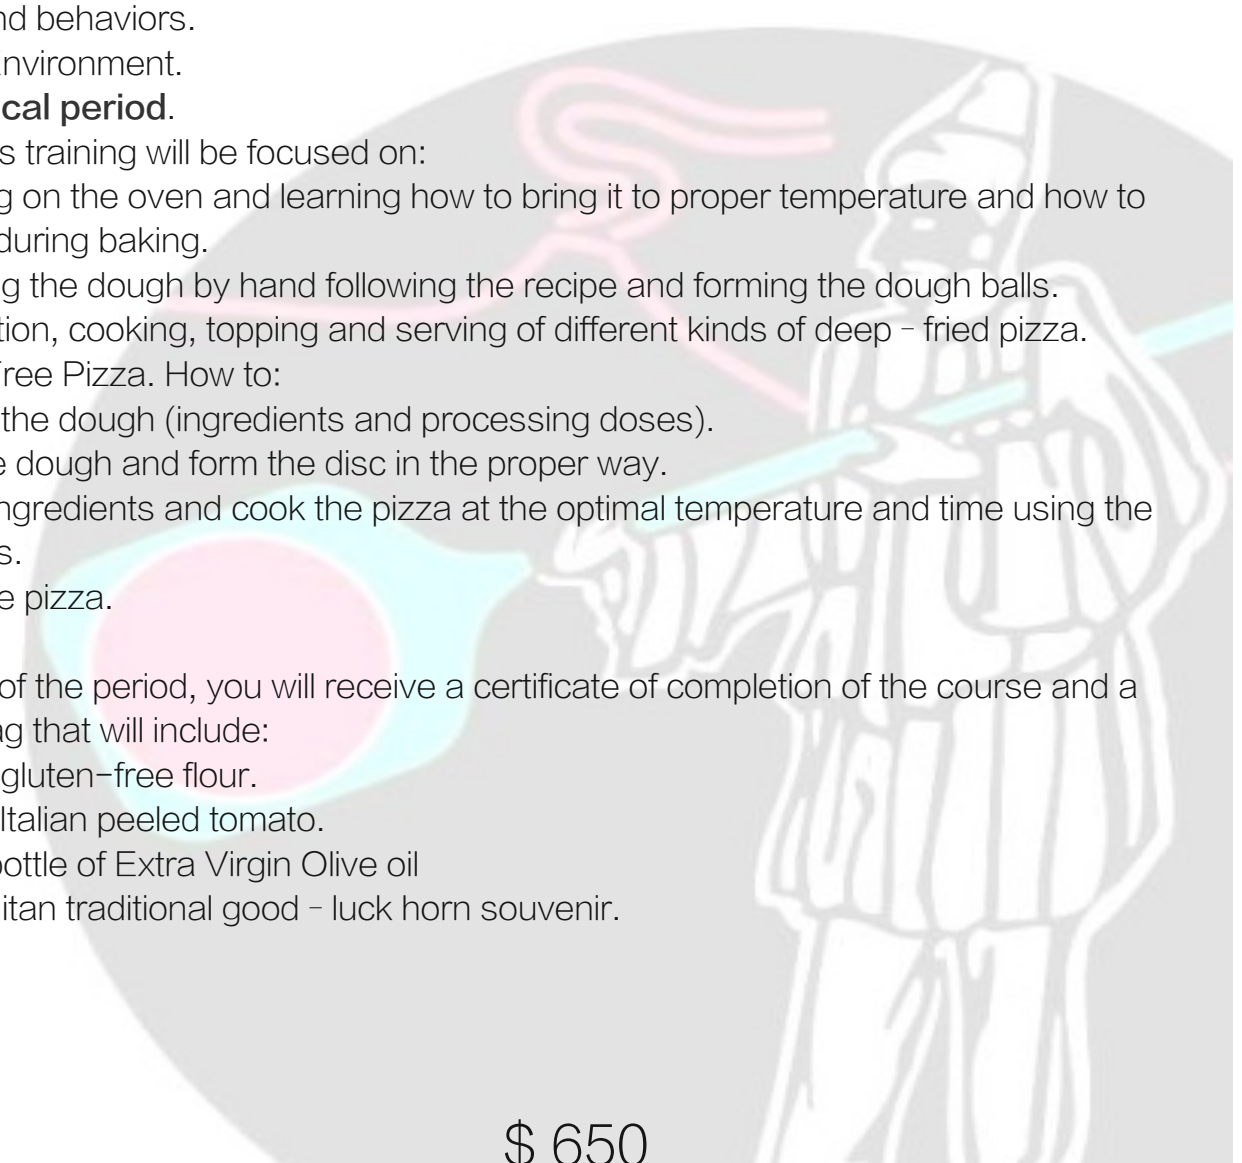 nd behaviors.
Environment.
cal period.
s training will be focused on:
g on the oven and learning how to bring it to proper temperature and how to
during baking.
ng the dough by hand following the recipe and forming the dough balls.
tion, cooking, topping and serving of different kinds of deep - fried pizza.
Free Pizza. How to:
the dough (ingredients and processing doses).
e dough and form the disc in the proper way.
ingredients and cook the pizza at the optimal temperature and time using the
s.
e pizza.
of the period, you will receive a certificate of completion of the course and a
ag that will include:
gluten-free flour.
Italian peeled tomato.
bottle of Extra Virgin Olive oil
itan traditional good - luck horn souvenir.
$ 650